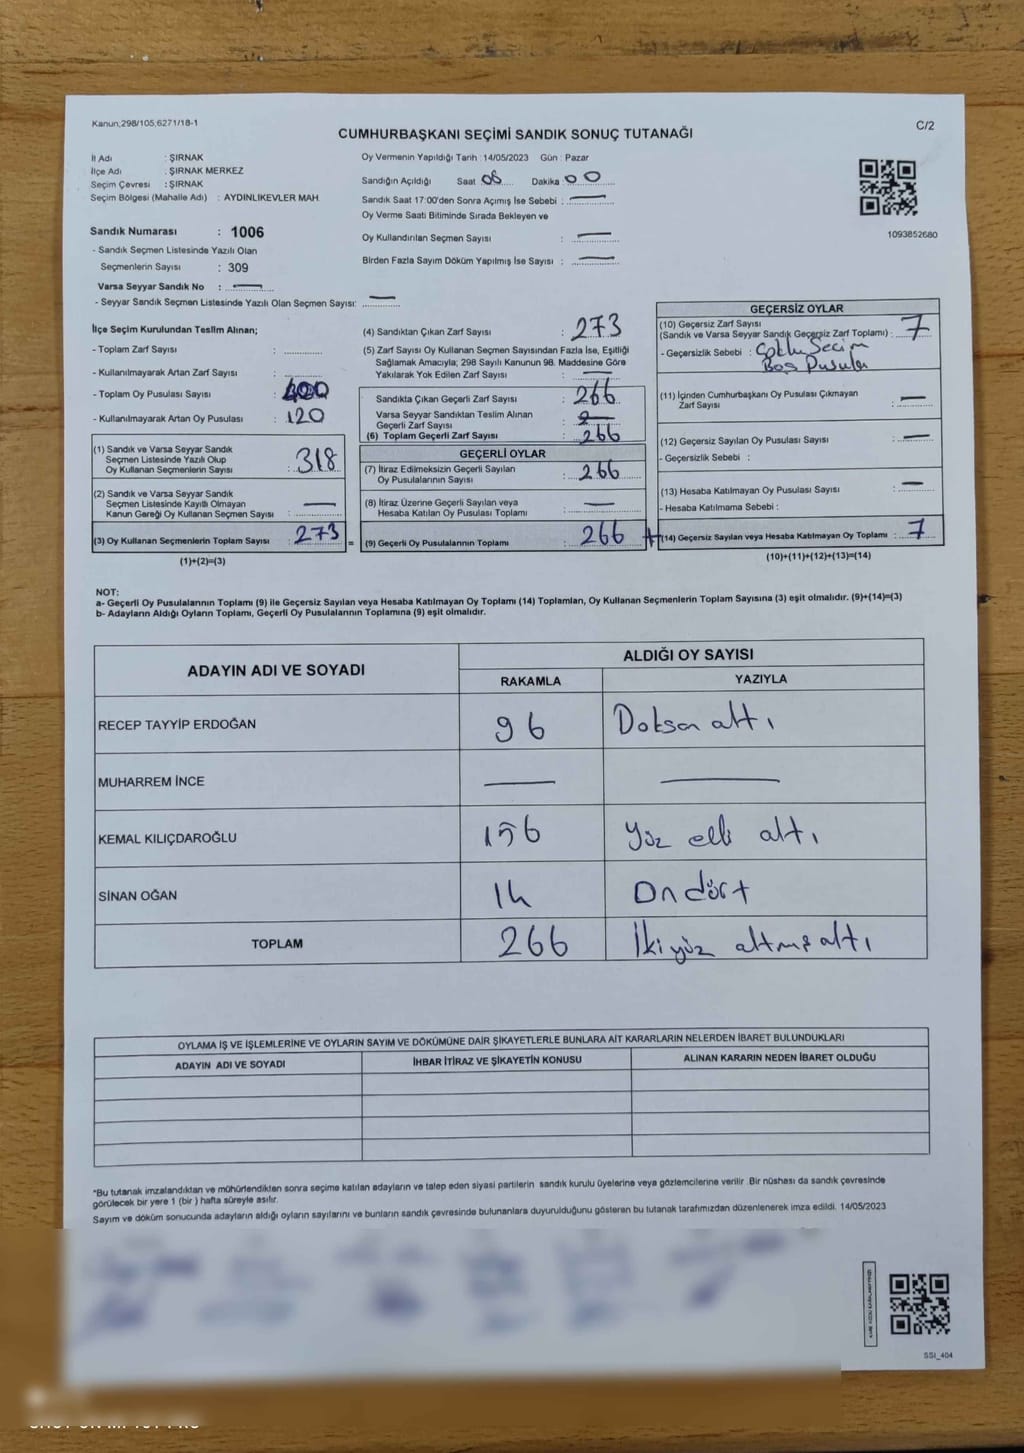 Kanun;298/105,6271/18-1
C/2
CUMHURBAŞKANI SEÇİMİ SANDIK SONUÇ TUTANAĞI
İl Adı : ŞIRNAK
İlçe Adı : ŞIRNAK MERKEZ
Seçim Çevresi : ŞIRNAK
Seçim Bölgesi (Mahalle Adı) : AYDINLIKEVLER MAH.
Sandık Numarası : 1006
- Sandık Seçmen Listesinde Yazılı Olan
Seçmenlerin Sayısı : 309
Varsa Seyyar Sandık No :
- Seyyar Sandık Seçmen Listesinde Yazılı Olan Seçmen Sayısı:
Oy Vermenin Yapıldığı Tarih : 14/05/2023 Gün : Pazar
Sandığın Açıldığı Saat 08 Dakika 00
Sandık Saat 17:00'den Sonra Açımış İse Sebebi :
Oy Verme Saati Bitiminde Sırada Bekleyen ve
Oy Kullandırılan Seçmen Sayısı :
Birden Fazla Sayım Döküm Yapılmış İse Sayısı :
1093852680
İlçe Seçim Kurulundan Teslim Alınan;
- Toplam Zarf Sayısı :
- Kullanılmayarak Artan Zarf Sayısı :
- Toplam Oy Pusulası Sayısı : 400
- Kullanılmayarak Artan Oy Pusulası : 120
(1) Sandık ve Varsa Seyyar Sandık
Seçmen Listesinde Yazılı Olup
Oy Kullanan Seçmenlerin Sayısı : 318
(2) Sandık ve Varsa Seyyar Sandık
Seçmen Listesinde Kayıtlı Olmayan
Kanun Gereği Oy Kullanan Seçmen Sayısı :
(3) Oy Kullanan Seçmenlerin Toplam Sayısı : 273 =
(1)+(2)=(3)
(4) Sandıktan Çıkan Zarf Sayısı : 273
(5) Zarf Sayısı Oy Kullanan Seçmen Sayısından Fazla İse, Eşitliği
Sağlamak Amacıyla; 298 Sayılı Kanunun 98. Maddesine Göre
Yakılarak Yok Edilen Zarf Sayısı :
Sandıkta Çıkan Geçerli Zarf Sayısı : 266
Varsa Seyyar Sandıktan Teslim Alınan
Geçerli Zarf Sayısı :
(6) Toplam Geçerli Zarf Sayısı : 266
GEÇERLİ OYLAR
(7) İtiraz Edilmeksizin Geçerli Sayılan
Oy Pusulalarının Sayısı : 266
(8) İtiraz Üzerine Geçerli Sayılan veya
Hesaba Katılan Oy Pusulası Toplamı :
(9) Geçerli Oy Pusulalarının Toplamı : 266 +
GEÇERSİZ OYLAR
(10) Geçersiz Zarf Sayısı
(Sandık ve Varsa Seyyar Sandık Geçersiz Zarf Toplamı) : 7
- Geçersizlik Sebebi : Çoklu Seçim
Boş Pusula
(11) İçinden Cumhurbaşkanı Oy Pusulası Çıkmayan
Zarf Sayısı :
(12) Geçersiz Sayılan Oy Pusulası Sayısı :
- Geçersizlik Sebebi :
(13) Hesaba Katılmayan Oy Pusulası Sayısı :
- Hesaba Katılmama Sebebi :
(14) Geçersiz Sayılan veya Hesaba Katılmayan Oy Toplamı : 7
(10)+(11)+(12)+(13)=(14)
NOT:
a- Geçerli Oy Pusulalarının Toplamı (9) ile Geçersiz Sayılan veya Hesaba Katılmayan Oy Toplamı (14) Toplamları, Oy Kullanan Seçmenlerin Toplam Sayısına (3) eşit olmalıdır. (9)+(14)=(3)
b- Adayların Aldığı Oyların Toplamı, Geçerli Oy Pusulalarının Toplamına (9) eşit olmalıdır.
ADAYIN ADI VE SOYADI ALDIĞI OY SAYISI
RAKAMLA YAZIYLA
RECEP TAYYİP ERDOĞAN 96 Doksan altı
MUHARREM İNCE
KEMAL KILIÇDAROĞLU 156 Yüz elli altı
SİNAN OĞAN 14 On dört
TOPLAM 266 İki yüz altmış altı
OYLAMA İŞ VE İŞLEMLERİNE VE OYLARIN SAYIM VE DÖKÜMÜNE DAİR ŞİKAYETLERLE BUNLARA AİT KARARLARIN NELERDEN İBARET BULUNDUKLARI
ADAYIN ADI VE SOYADI İHBAR İTİRAZ VE ŞİKAYETİN KONUSU ALINAN KARARIN NEDEN İBARET OLDUĞU
*Bu tutanak imzalandıktan ve mühürlendikten sonra seçime katılan adayların ve talep eden siyasi partilerin sandık kurulu üyelerine veya gözlemcilerine verilir .Bir nüshası da sandık çevresinde
görülecek bir yere 1 (bir ) hafta süreyle asılır.
Sayım ve döküm sonucunda adayların aldığı oyların sayılarını ve bunların sandık çevresinde bulunanlara duyurulduğunu gösteren bu tutanak tarafımızdan düzenlenerek imza edildi. 14/05/2023
SSI_404